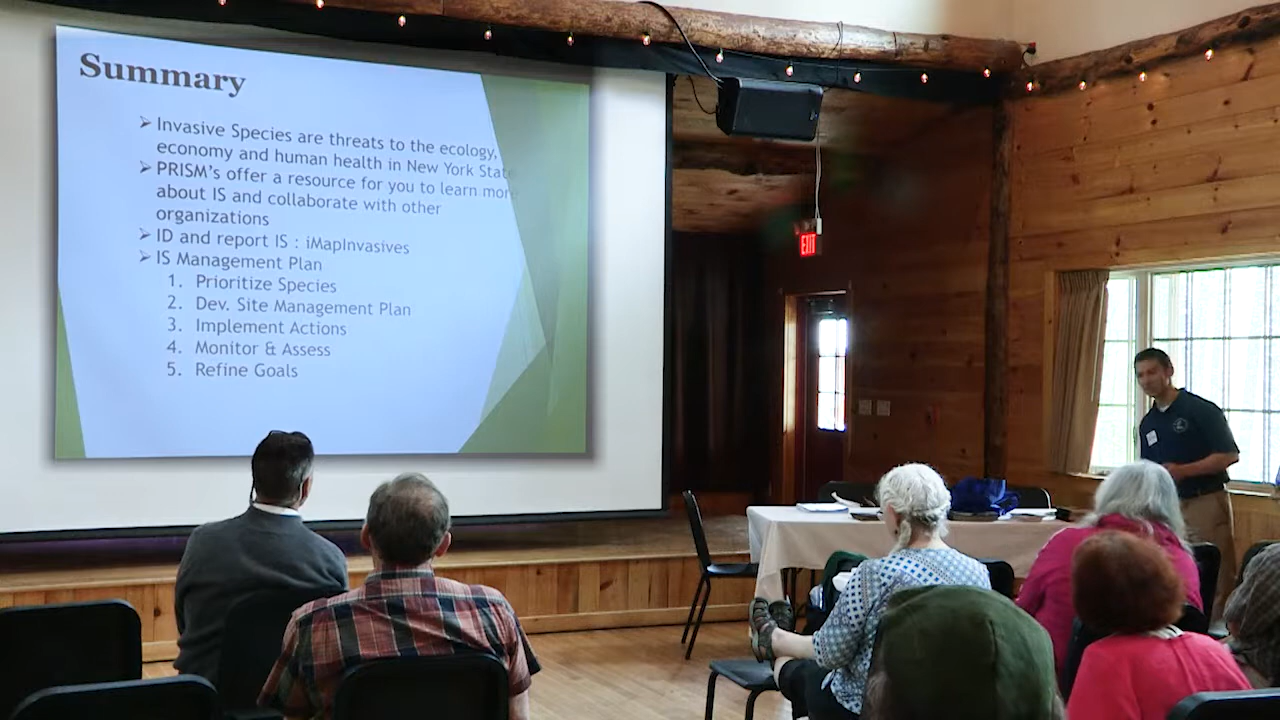 Summary
➢ Invasive Species are threats to the ecology,
economy and human health in New York State
➢ PRISM's offer a resource for you to learn more
about IS and collaborate with other
organizations
➢ ID and report IS : iMapInvasives
➢ IS Management Plan
1. Prioritize Species
2. Dev. Site Management Plan
3. Implement Actions
4. Monitor & Assess
5. Refine Goals
EXIT